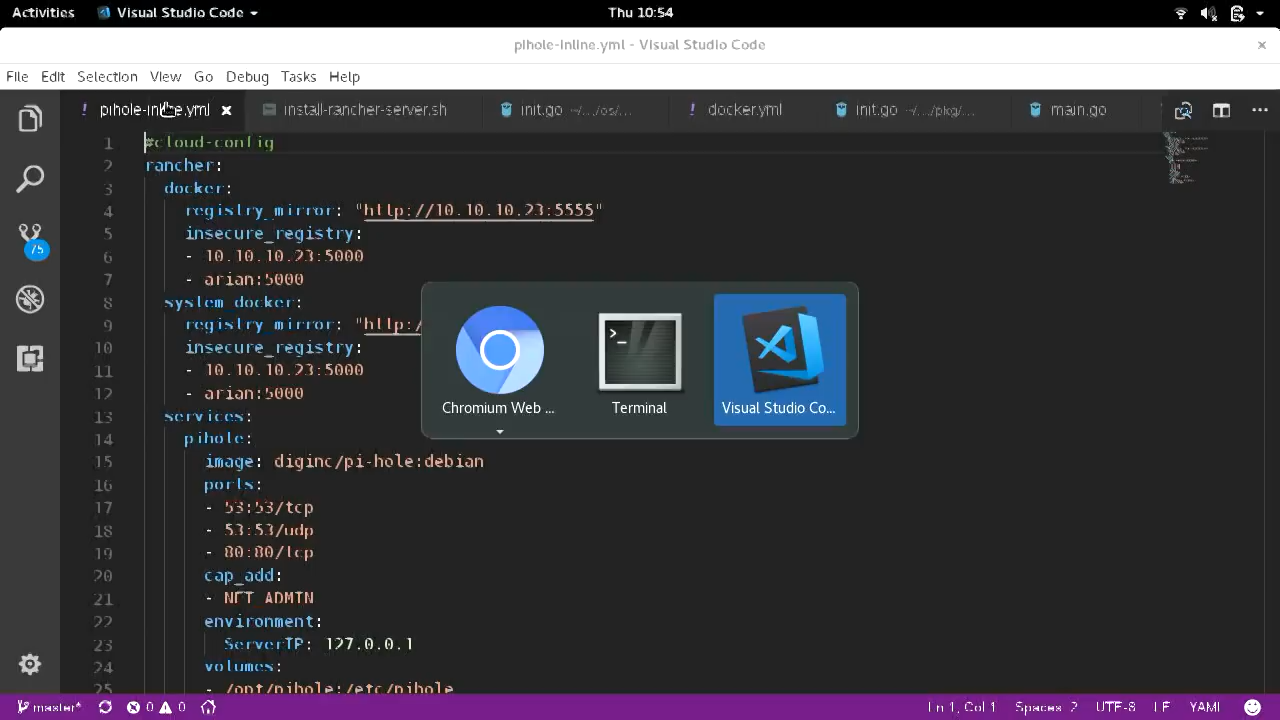 Activities Visual Studio Code Thu 10:54
pihole-inline.yml - Visual Studio Code
File Edit Selection View Go Debug Tasks Help
! pihole-inline.yml install-rancher-server.sh init.go ~/.../os/... ! docker.yml init.go ~/.../pkg/... main.go
1 #cloud-config
2 rancher:
3 docker:
4 registry_mirror: "http://10.10.10.23:5555"
5 insecure_registry:
6 - 10.10.10.23:5000
7 - arian:5000
8 system_docker:
9 registry_mirror: "http:/
10 insecure_registry:
11 - 10.10.10.23:5000
12 - arian:5000
13 services:
14 pihole:
15 image: diginc/pi-hole:debian
16 ports:
17 - 53:53/tcp
18 - 53:53/udp
19 - 80:80/tcp
20 cap_add:
21 - NET_ADMIN
22 environment:
23 ServerIP: 127.0.0.1
24 volumes:
25 - /opt/pihole:/etc/pihole
Chromium Web ... Terminal Visual Studio Co...
75
master* 0 0 Ln 1, Col 1 Spaces: 2 UTF-8 LF YAML